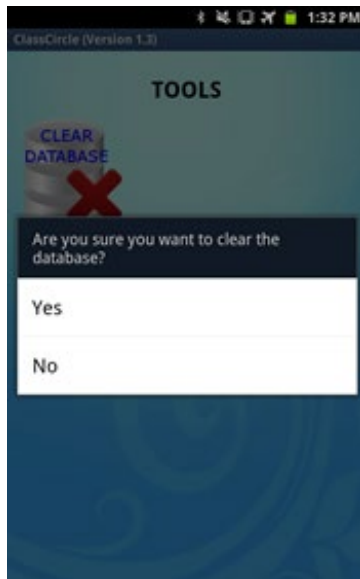 1:32 PM
ClassCircle (Version 1.3)
TOOLS
CLEAR
DATABASE
Are you sure you want to clear the
database?
Yes
No